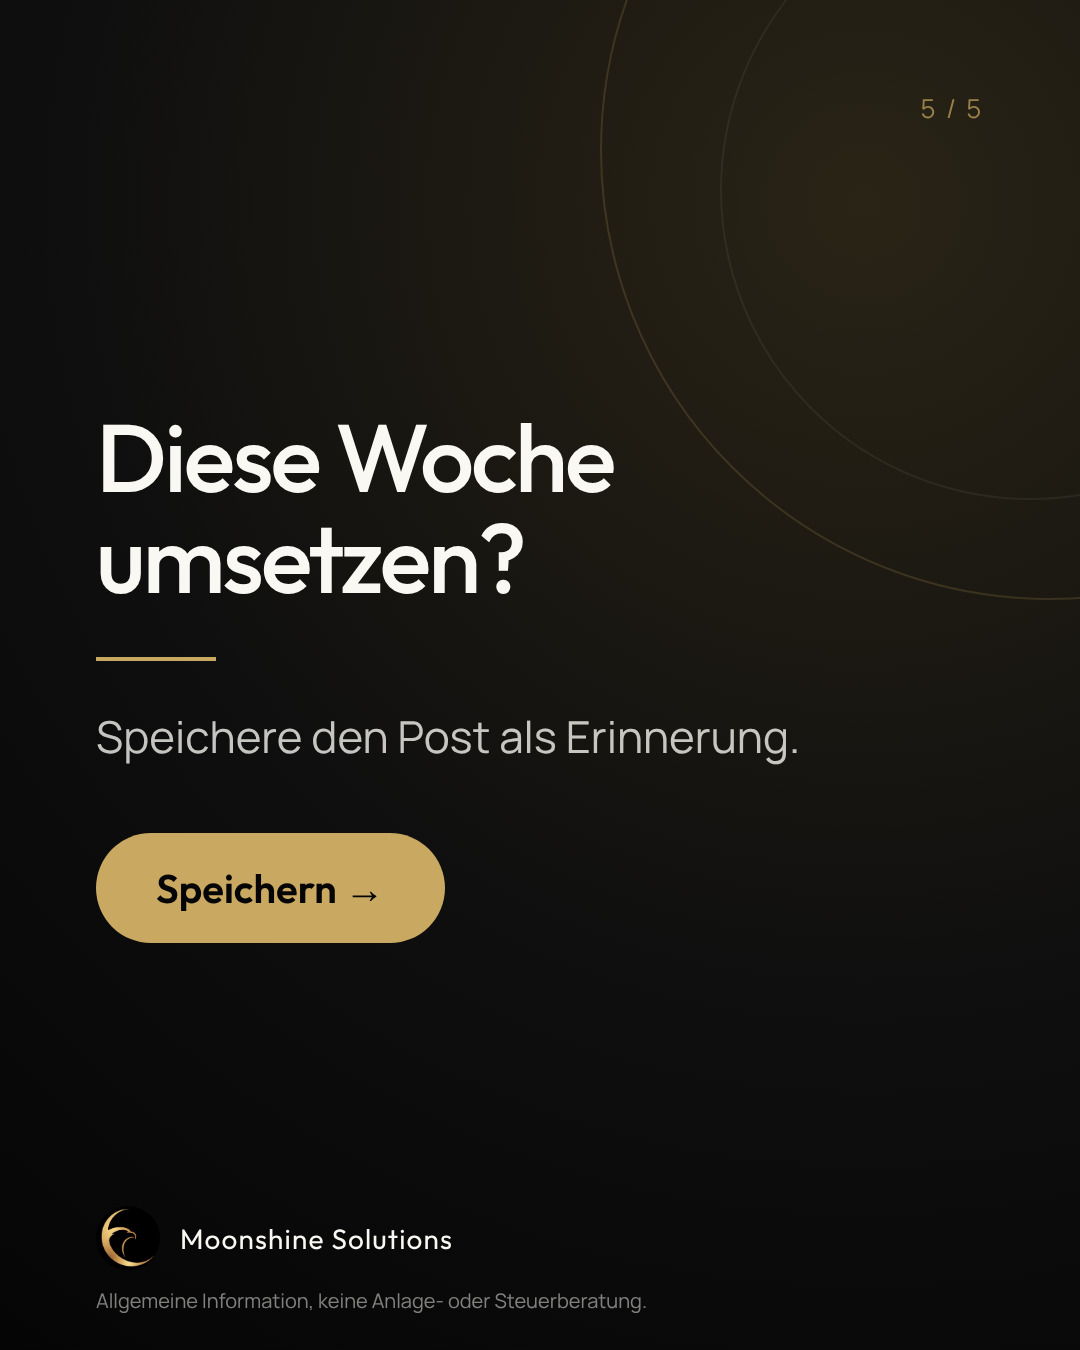 5 / 5
Diese Woche
umsetzen?
Speichere den Post als Erinnerung.
Speichern →
Moonshine Solutions
Allgemeine Information, keine Anlage- oder Steuerberatung.